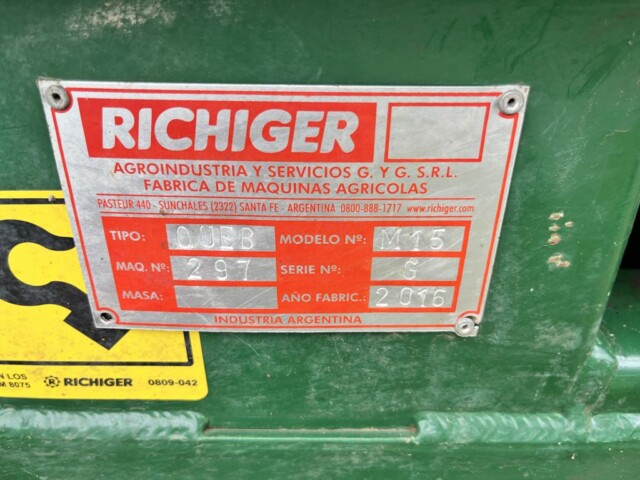 RICHIGER
AGROINDUSTRIA Y SERVICIOS G. Y G. S.R.L.
FABRICA DE MAQUINAS AGRICOLAS
PASTEUR 440 - SUNCHALES (2322) SANTA FE - ARGENTINA 0800-888-1717 www.richiger.com
TIPO: MODELO Nº: M15
MAQ. Nº: 297 SERIE Nº: G
MASA: AÑO FABRIC.: 2016
INDUSTRIA ARGENTINA
N LOS
M 8075 RICHIGER 0809-042